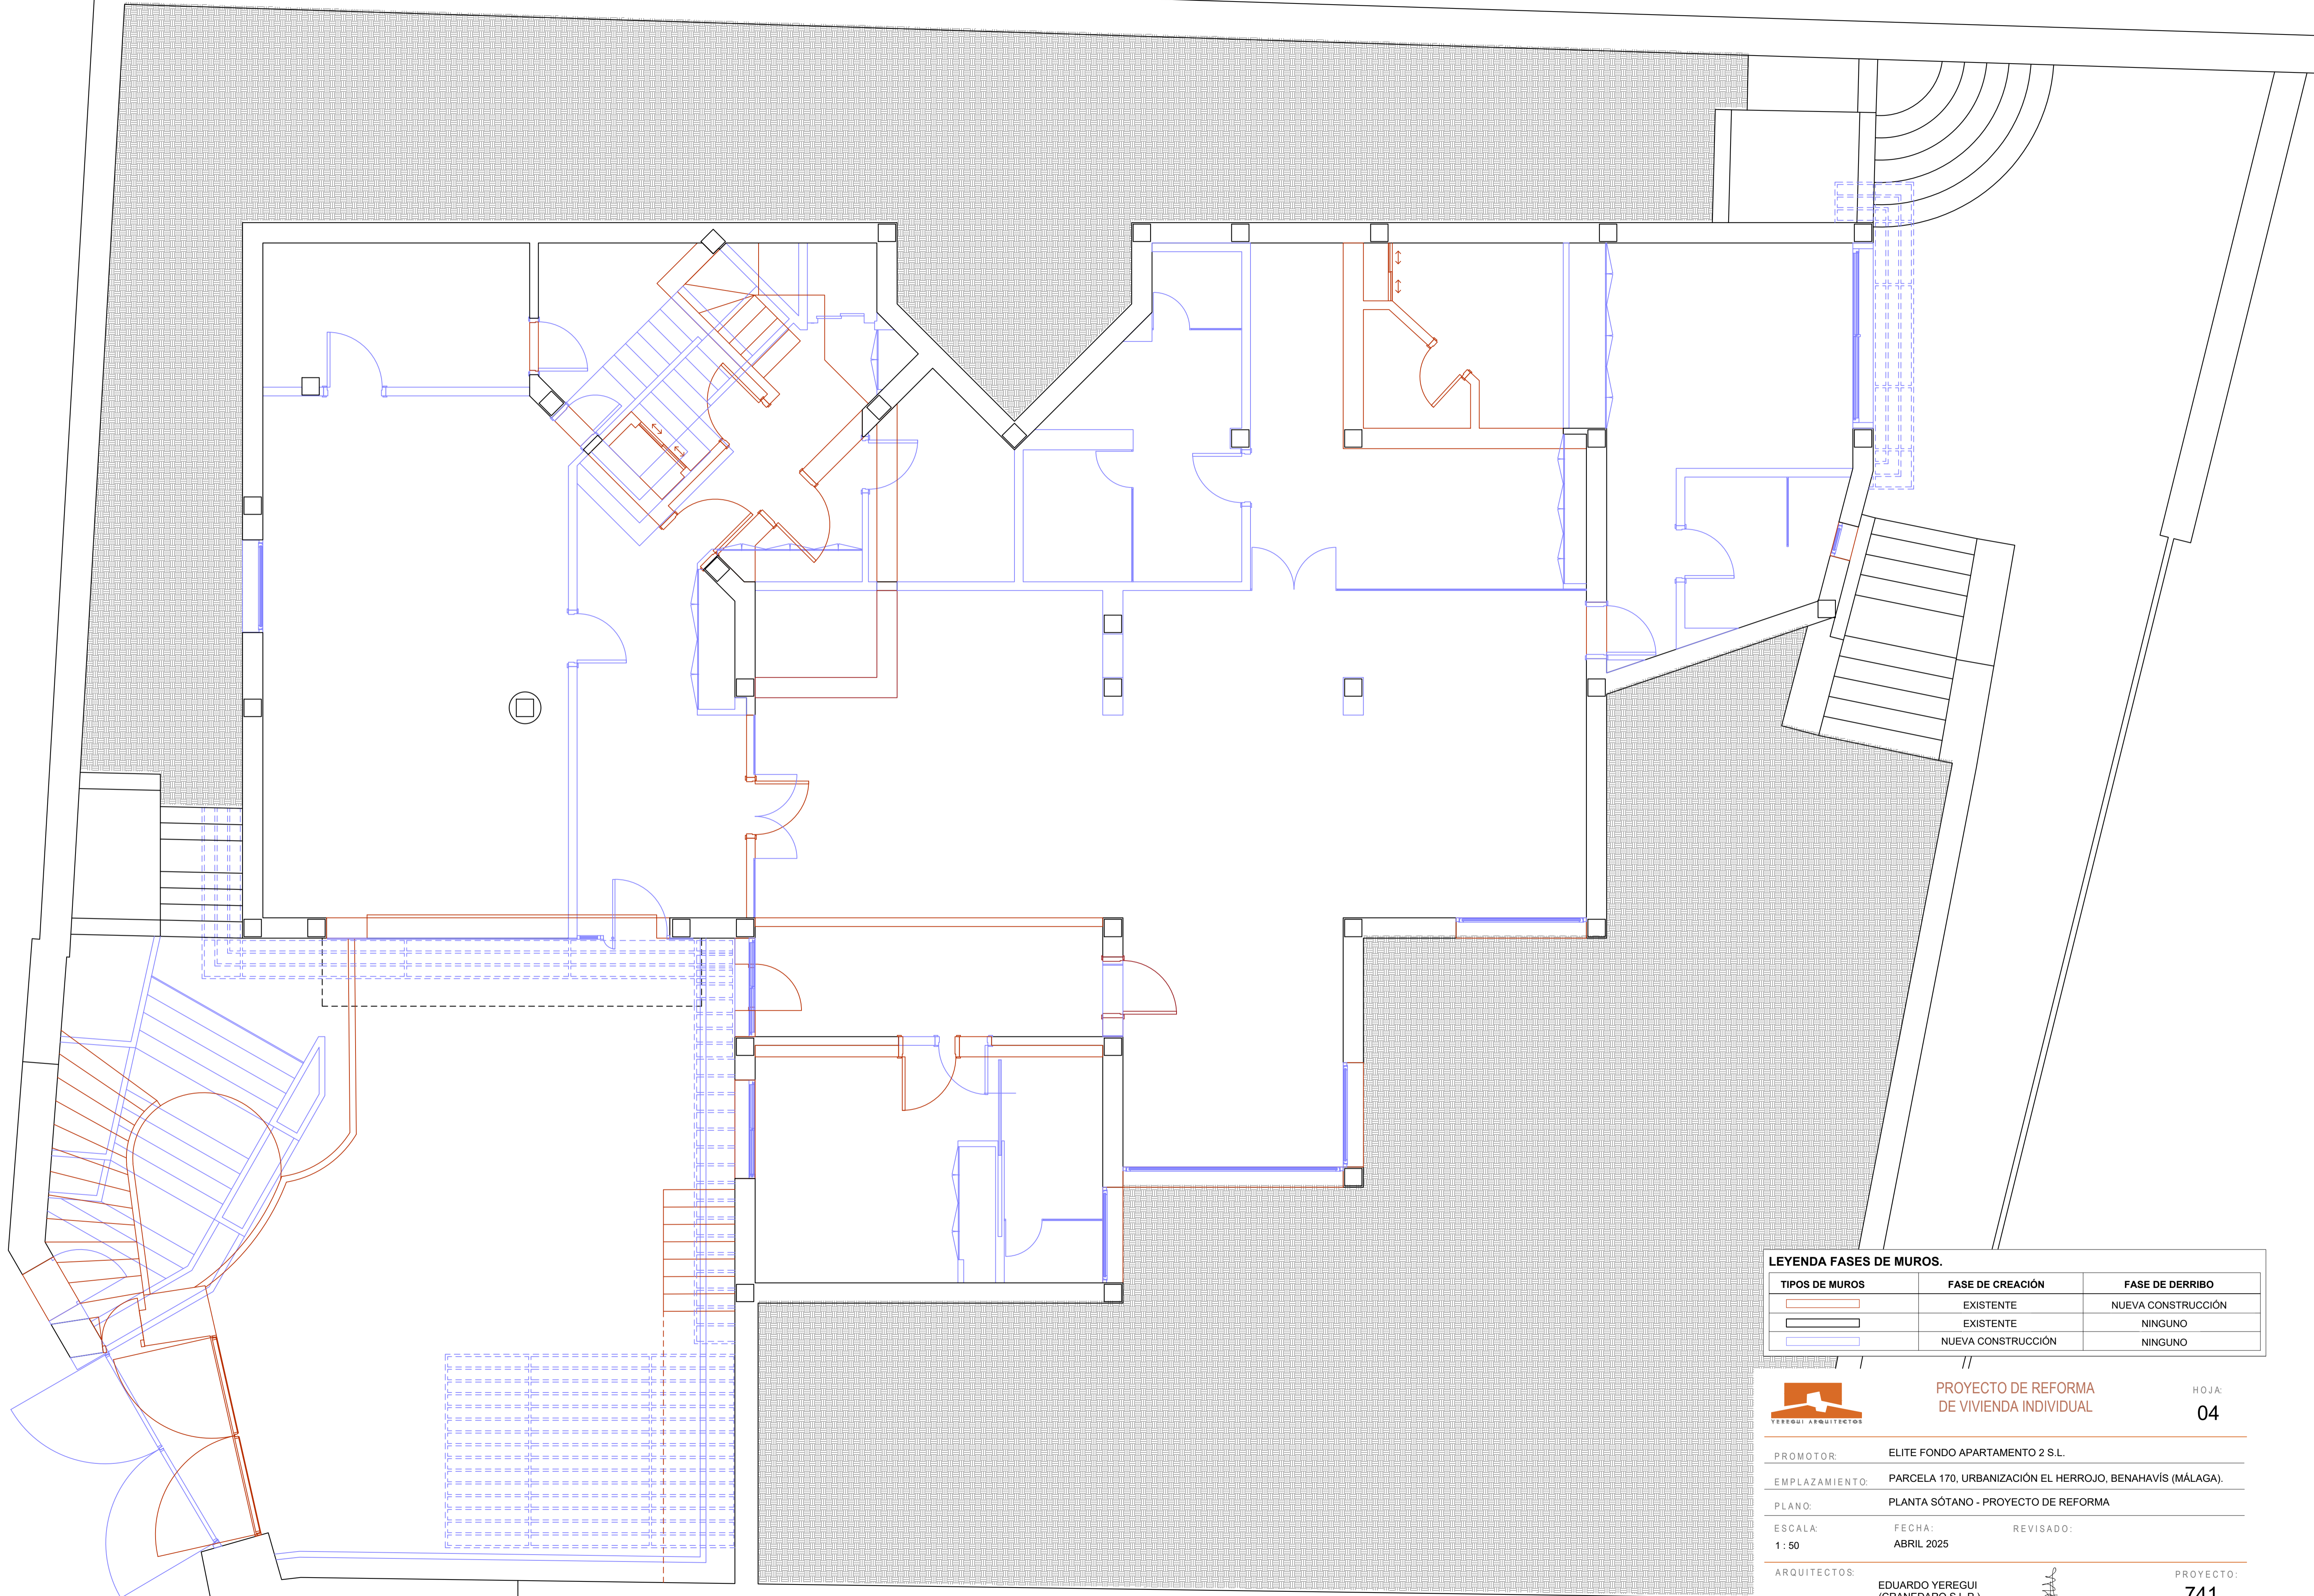 LEYENDA FASES DE MUROS.
TIPOS DE MUROS FASE DE CREACIÓN FASE DE DERRIBO
EXISTENTE NUEVA CONSTRUCCIÓN
EXISTENTE NINGUNO
NUEVA CONSTRUCCIÓN NINGUNO
YEREGUI ARQUITECTOS
PROYECTO DE REFORMA
DE VIVIENDA INDIVIDUAL
HOJA:
04
PROMOTOR: ELITE FONDO APARTAMENTO 2 S.L.
EMPLAZAMIENTO: PARCELA 170, URBANIZACIÓN EL HERROJO, BENAHAVÍS (MÁLAGA).
PLANO: PLANTA SÓTANO - PROYECTO DE REFORMA
ESCALA: FECHA: REVISADO:
1 : 50 ABRIL 2025
ARQUITECTOS: PROYECTO:
EDUARDO YEREGUI
741